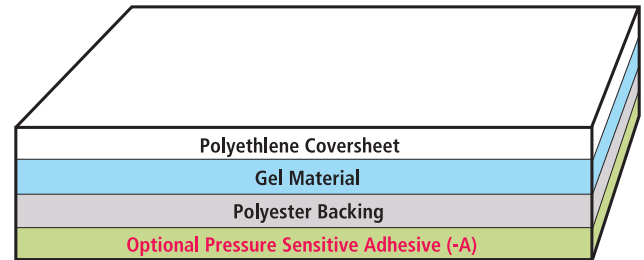 Polyethlene Coversheet
Gel Material
Polyester Backing
Optional Pressure Sensitive Adhesive (-A)